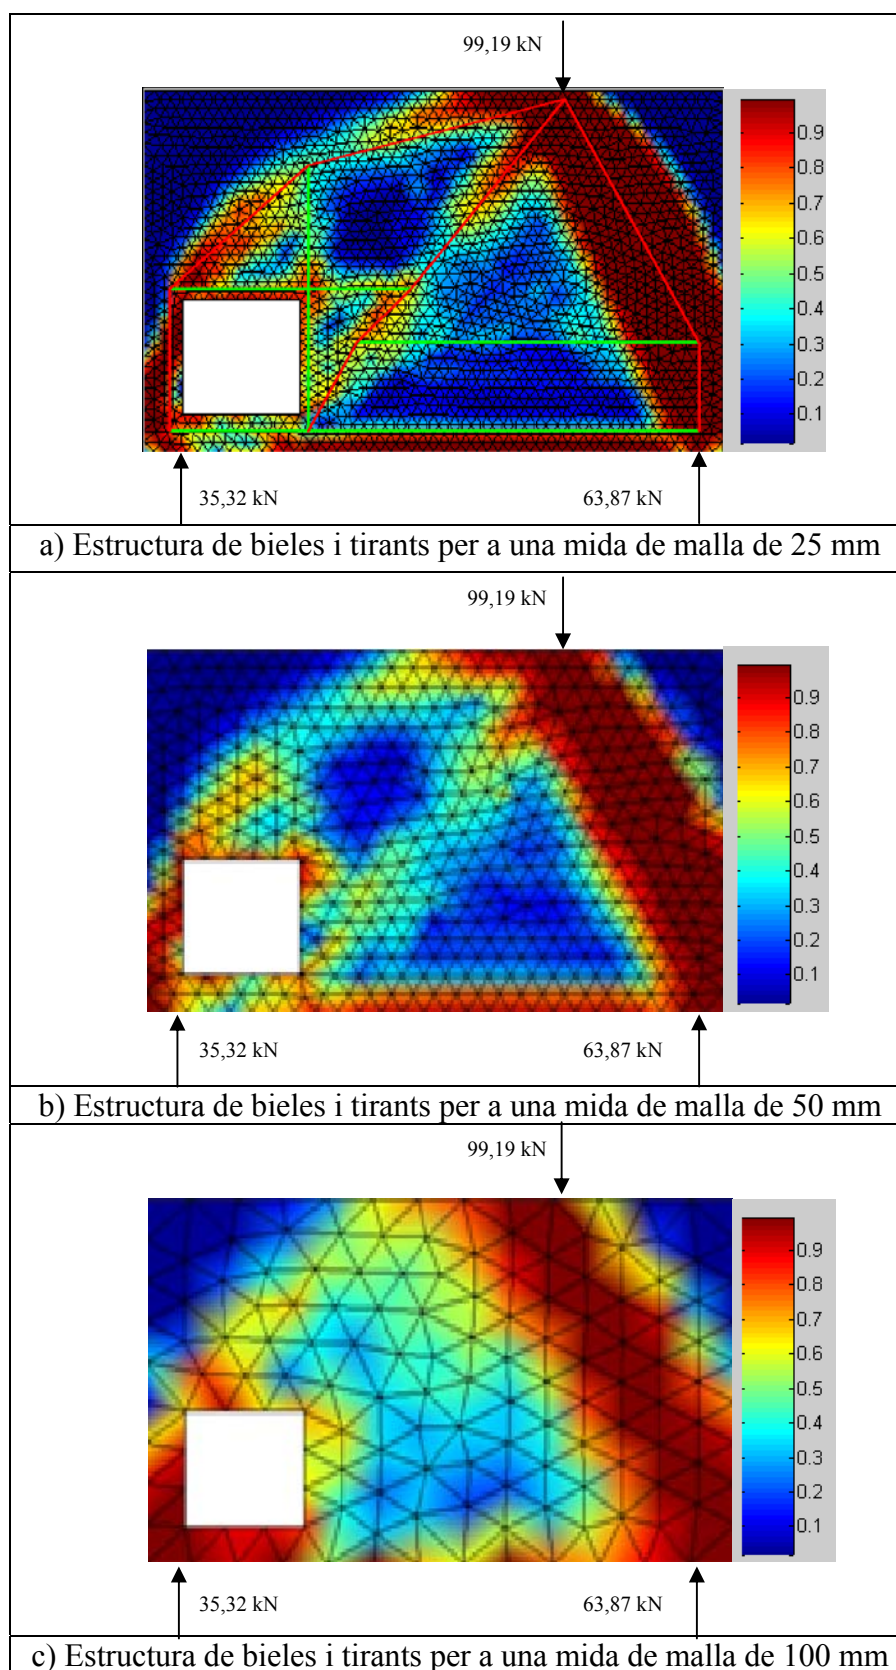 99,19 kN
0.9
0.8
0.7
0.6
0.5
0.4
0.3
0.2
0.1
35,32 kN
63,87 kN
a) Estructura de bieles i tirants per a una mida de malla de 25 mm
99,19 kN
0.9
0.8
0.7
0.6
0.5
0.4
0.3
0.2
0.1
35,32 kN
63,87 kN
b) Estructura de bieles i tirants per a una mida de malla de 50 mm
99,19 kN
0.9
0.8
0.7
0.6
0.5
0.4
0.3
0.2
0.1
35,32 kN
63,87 kN
c) Estructura de bieles i tirants per a una mida de malla de 100 mm